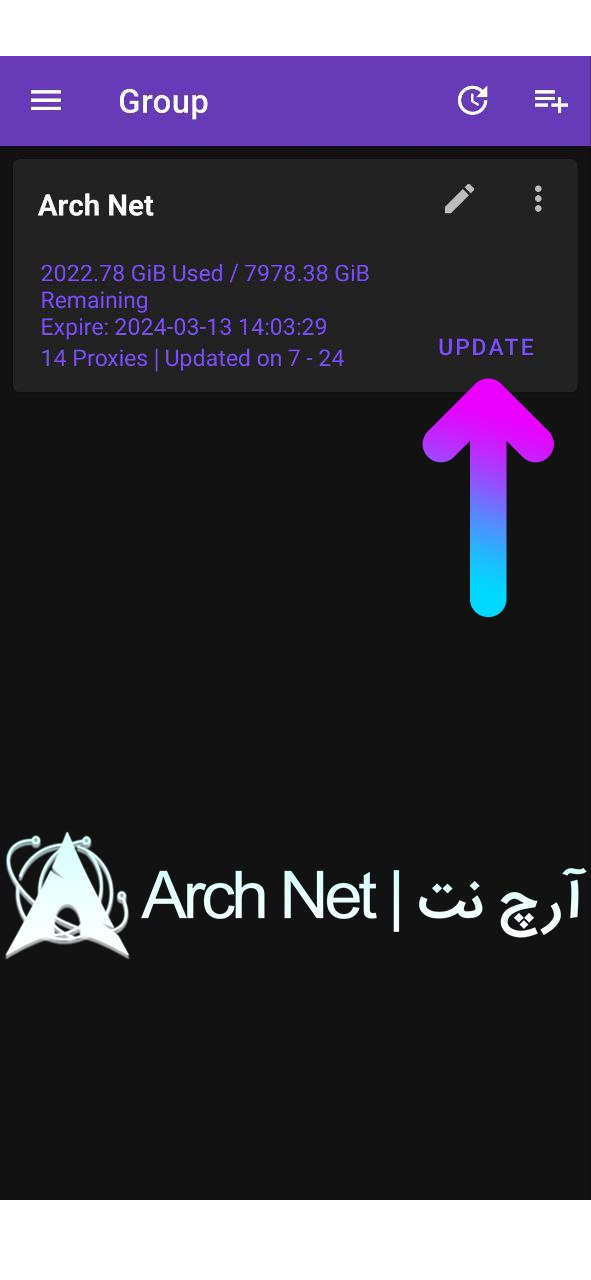 Group
Arch Net
2022.78 GiB Used / 7978.38 GiB
Remaining
Expire: 2024-03-13 14:03:29
14 Proxies | Updated on 7 - 24
UPDATE
Arch Net | آرچ نت